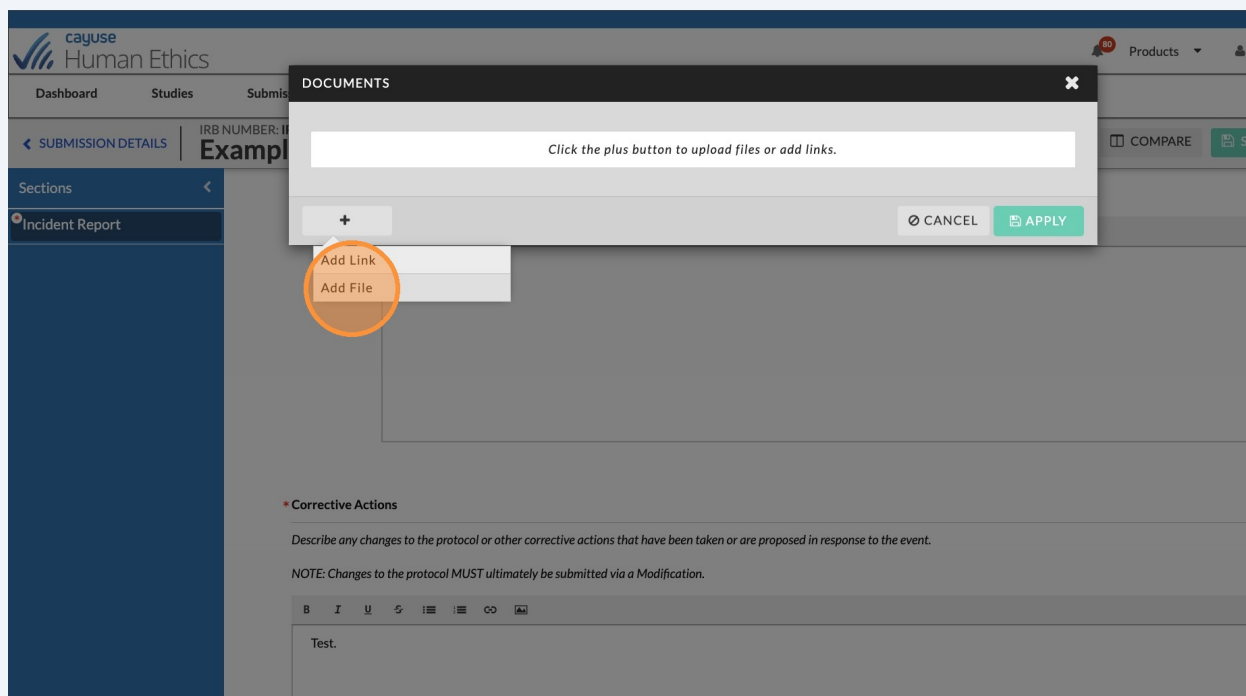 cayuse
Human Ethics
80
Products
Dashboard Studies Submis
DOCUMENTS
SUBMISSION DETAILS
IRB NUMBER:
Exampl
COMPARE
Click the plus button to upload files or add links.
Sections
Incident Report
+
CANCEL
APPLY
Add Link
Add File
* Corrective Actions
Describe any changes to the protocol or other corrective actions that have been taken or are proposed in response to the event.
NOTE: Changes to the protocol MUST ultimately be submitted via a Modification.
B I U S
Test.